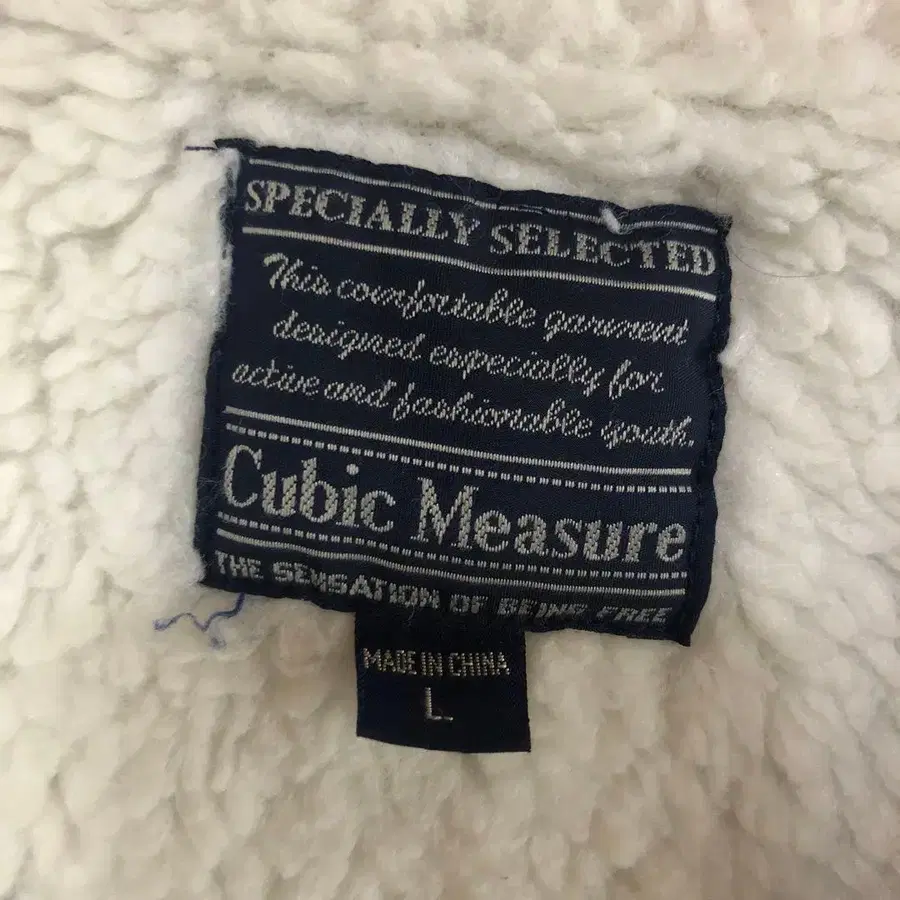 SPECIALLY SELECTED
This comfortable garment
designed especially for
active and fashionable youth.
Cubic Measure
THE SENSATION OF BEING FREE
MADE IN CHINA
L